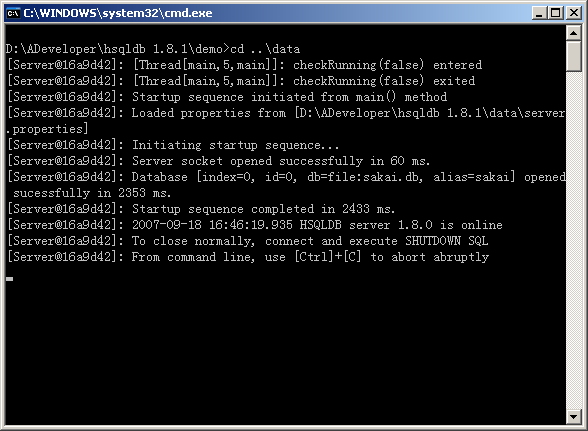 C:\WINDOWS\system32\cmd.exe
D:\ADeveloper\hsqldb 1.8.1\demo>cd ..\data
[Server@16a9d42]: [Thread[main,5,main]]: checkRunning(false) entered
[Server@16a9d42]: [Thread[main,5,main]]: checkRunning(false) exited
[Server@16a9d42]: Startup sequence initiated from main() method
[Server@16a9d42]: Loaded properties from [D:\ADeveloper\hsqldb 1.8.1\data\server
.properties]
[Server@16a9d42]: Initiating startup sequence...
[Server@16a9d42]: Server socket opened successfully in 60 ms.
[Server@16a9d42]: Database [index=0, id=0, db=file:sakai.db, alias=sakai] opened
 sucessfully in 2353 ms.
[Server@16a9d42]: Startup sequence completed in 2433 ms.
[Server@16a9d42]: 2007-09-18 16:46:19.935 HSQLDB server 1.8.0 is online
[Server@16a9d42]: To close normally, connect and execute SHUTDOWN SQL
[Server@16a9d42]: From command line, use [Ctrl]+[C] to abort abruptly